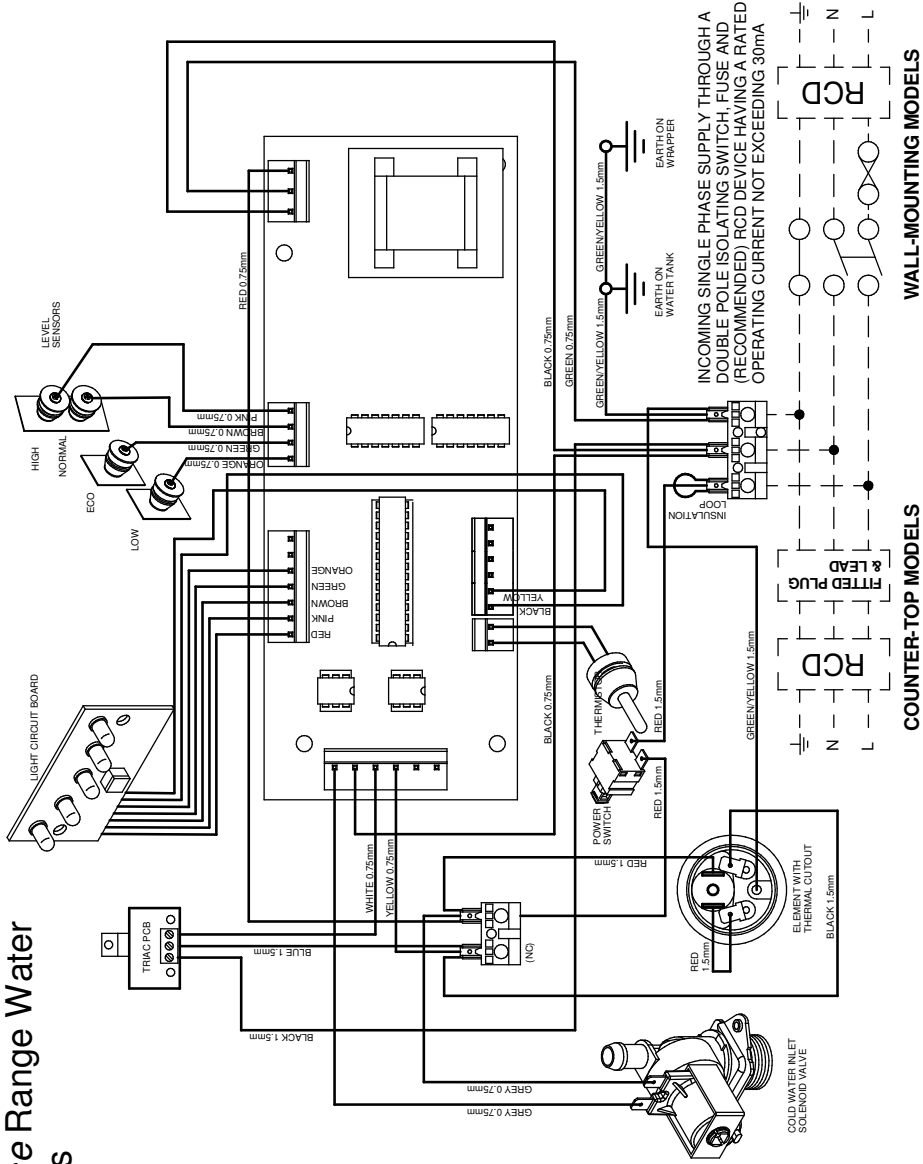 e Range Water
s
LIGHT CIRCUIT BOARD
TRIAC PCB
LEVEL
SENSORS
HIGH
NORMAL
ECO
LOW
RED 0.75mm
PINK 0.75mm
BROWN 0.75mm
GREEN 0.75mm
ORANGE 0.75mm
ORANGE
GREEN
BROWN
PINK
RED
YELLOW
BLACK
WHITE 0.75mm
YELLOW 0.75mm
BLUE 1.5mm
BLACK 1.5mm
GREY 0.75mm
GREY 0.75mm
(NC)
BLACK 0.75mm
BLACK 0.75mm
GREEN 0.75mm
GREEN/YELLOW 1.5mm
GREEN/YELLOW 1.5mm
EARTH ON
WATER TANK
EARTH ON
WRAPPER
THERMISTOR
POWER
SWITCH
RED 1.5mm
RED 1.5mm
RED 1.5mm
RED
1.5mm
ELEMENT WITH
THERMAL CUTOUT
BLACK 1.5mm
GREEN/YELLOW 1.5mm
INSULATION
LOOP
COLD WATER INLET
SOLENOID VALVE
INCOMING SINGLE PHASE SUPPLY THROUGH A
DOUBLE POLE ISOLATING SWITCH, FUSE AND
(RECOMMENDED) RCD DEVICE HAVING A RATED
OPERATING CURRENT NOT EXCEEDING 30mA
N
L
RCD
FITTED PLUG
& LEAD
RCD
N
L
COUNTER-TOP MODELS
WALL-MOUNTING MODELS